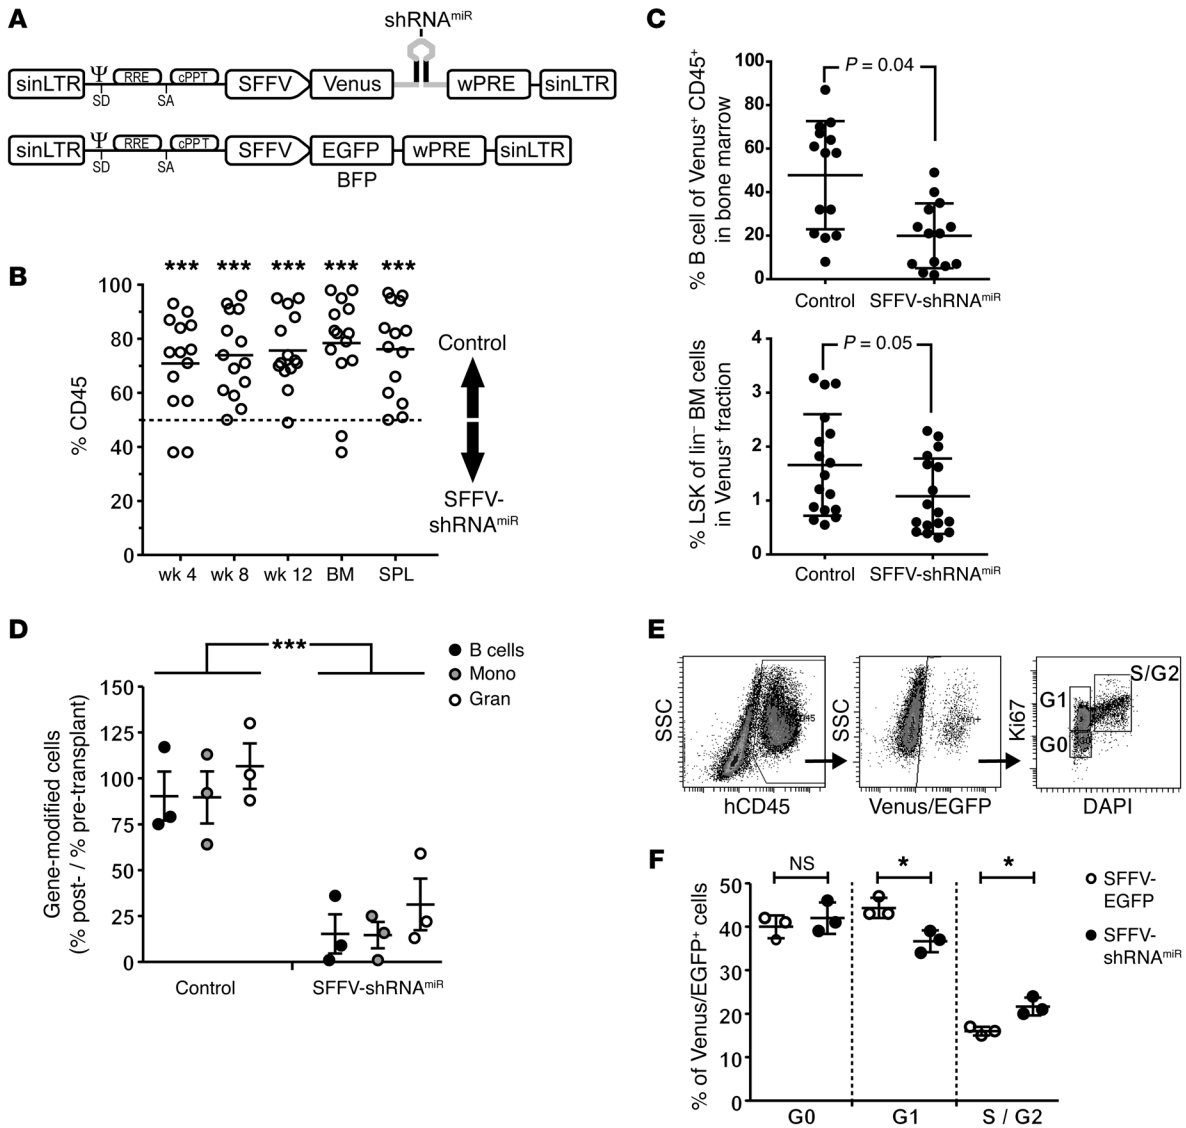 A
shRNAmiR
sinLTR Ψ RRE cPPT SFFV Venus wPRE sinLTR
SD SA
sinLTR Ψ RRE cPPT SFFV EGFP wPRE sinLTR
SD SA
BFP
B
*** *** *** *** ***
% CD45
100
80
60
40
20
0
wk 4 wk 8 wk 12 BM SPL
Control
SFFV-
shRNAmiR
C
% B cell of Venus+ CD45+
in bone marrow
P = 0.04
100
80
60
40
20
0
Control SFFV-shRNAmiR
% LSK of lin– BM cells
in Venus+ fraction
P = 0.05
4
3
2
1
0
Control SFFV-shRNAmiR
D
***
B cells
Mono
Gran
Gene-modified cells
(% post- / % pre-transplant)
150
125
100
75
50
25
0
Control SFFV-shRNAmiR
E
SSC
hCD45
SSC
Venus/EGFP
Ki67
G1
G0
S/G2
DAPI
F
NS * *
SFFV-
EGFP
SFFV-
shRNAmiR
% of Venus/EGFP+ cells
50
40
30
20
10
0
G0 G1 S / G2